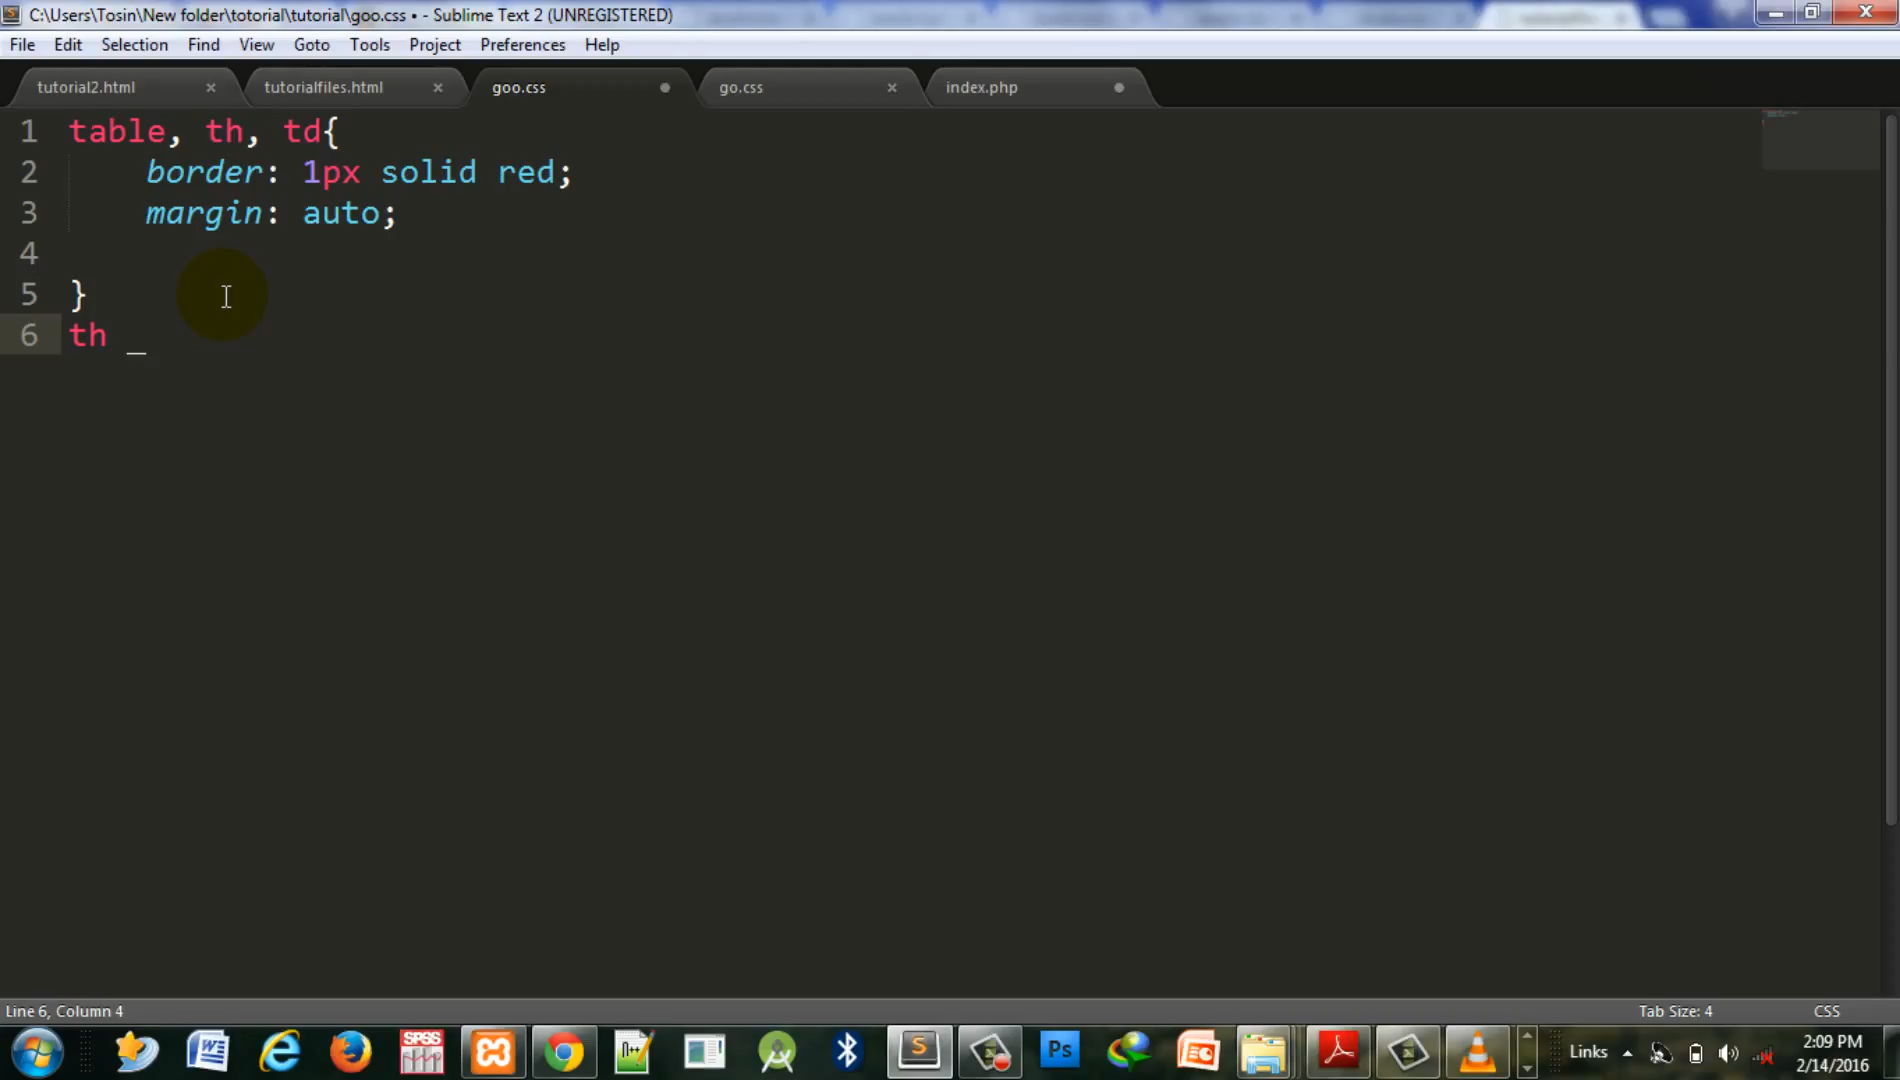 C:\Users\Tosin\New folder\totorial\tutorial\goo.css • - Sublime Text 2 (UNREGISTERED)
File Edit Selection Find View Goto Tools Project Preferences Help
tutorial2.html × tutorialfiles.html × goo.css go.css × index.php
1 table, th, td{
2 border: 1px solid red;
3 margin: auto;
4
5 }
6 th _
Line 6, Column 4 Tab Size: 4 CSS
SPSS Ps Links 2:09 PM
2/14/2016